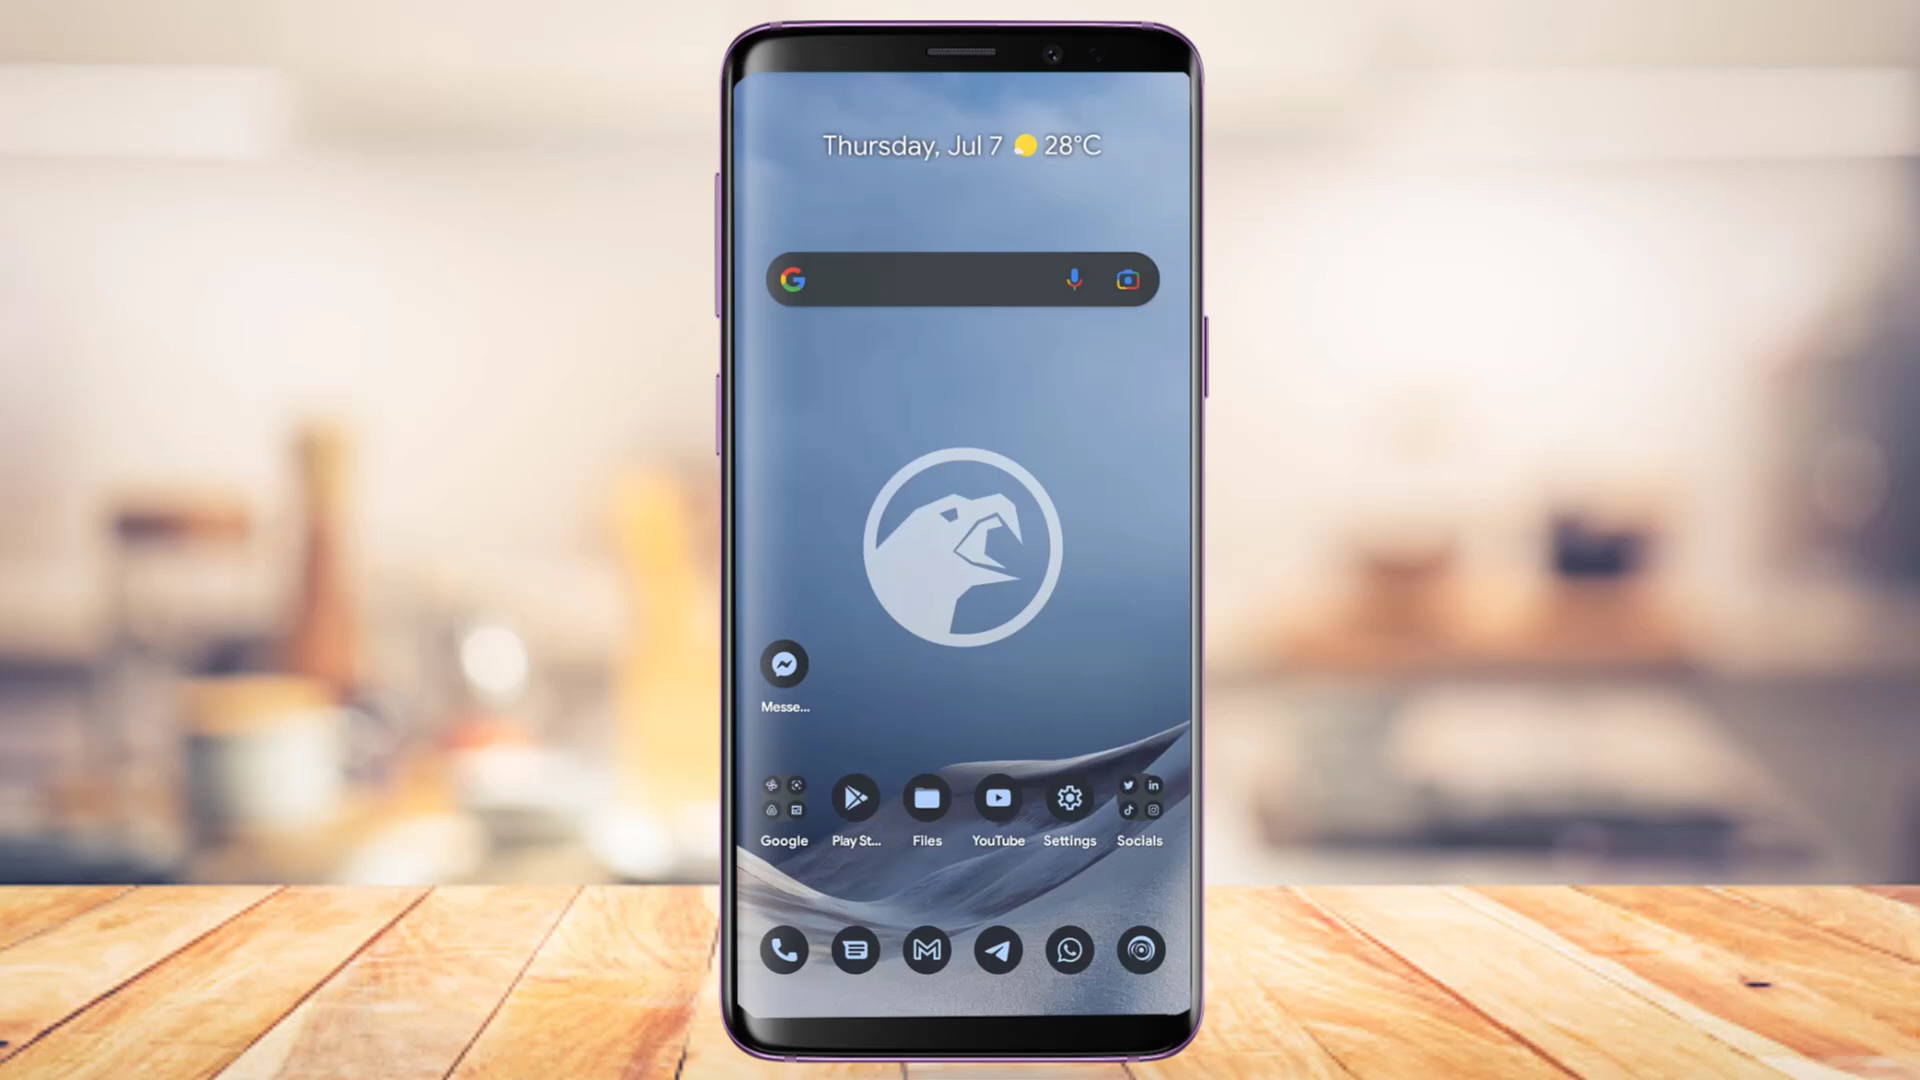 Thursday, Jul 7 28°C
Messe...
Google
Play St...
Files
YouTube
Settings
Socials